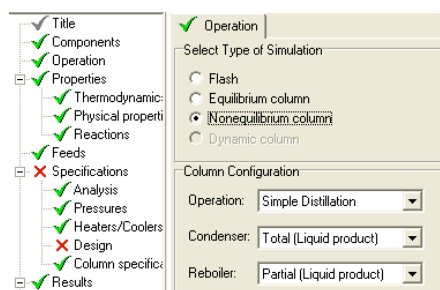 Title
Components
Operation
Properties
Thermodynamic:
Physical properti
Reactions
Feeds
Specifications
Analysis
Pressures
Heaters/Coolers
Design
Column specifica
Results
Operation
Select Type of Simulation
Flash
Equilibrium column
Nonequilibrium column
Dynamic column
Column Configuration
Operation: Simple Distillation
Condenser: Total (Liquid product)
Reboiler: Partial (Liquid product)